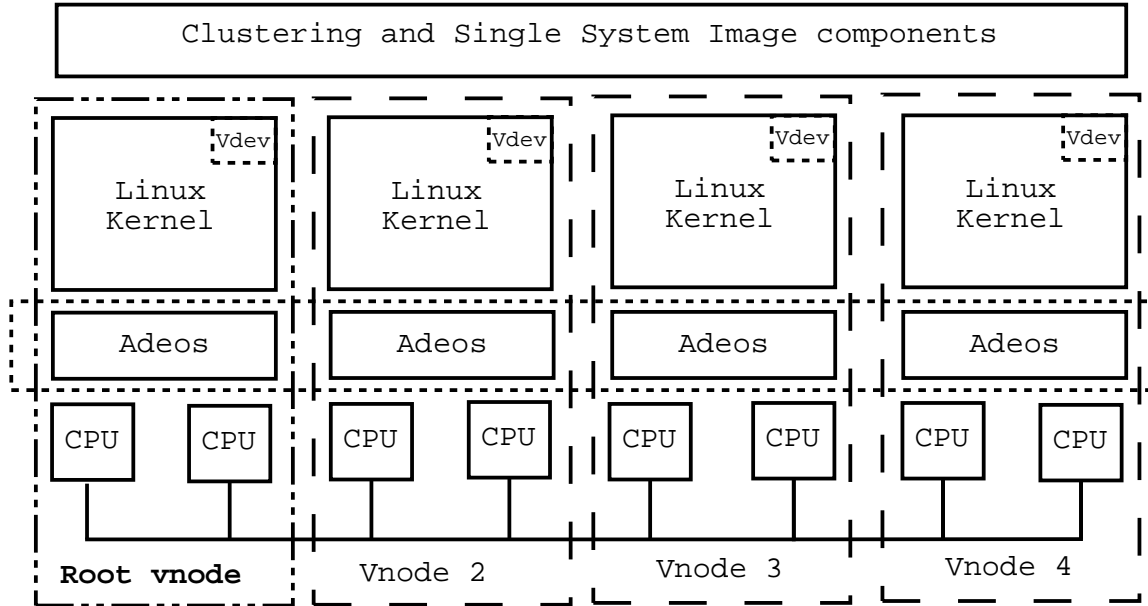 Clustering and Single System Image components
Vdev
Linux
Kernel
Vdev
Linux
Kernel
Vdev
Linux
Kernel
Vdev
Linux
Kernel
Adeos
Adeos
Adeos
Adeos
CPU
CPU
CPU
CPU
CPU
CPU
CPU
CPU
Root vnode
Vnode 2
Vnode 3
Vnode 4